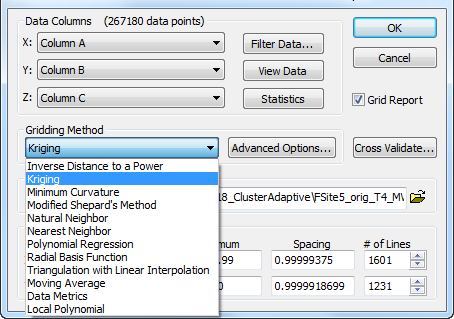 Data Columns (267180 data points)
X: Column A Filter Data... OK
Y: Column B View Data Cancel
Z: Column C Statistics Grid Report
Gridding Method
Kriging Advanced Options... Cross Validate...
Inverse Distance to a Power
Kriging
Minimum Curvature
Modified Shepard's Method
Natural Neighbor
Nearest Neighbor
Polynomial Regression
Radial Basis Function
Triangulation with Linear Interpolation
Moving Average
Data Metrics
Local Polynomial
18_ClusterAdaptive\FSite5_orig_T4_MV
mum Spacing # of Lines
.99 0.99999375 1601
0 0.9999918699 1231